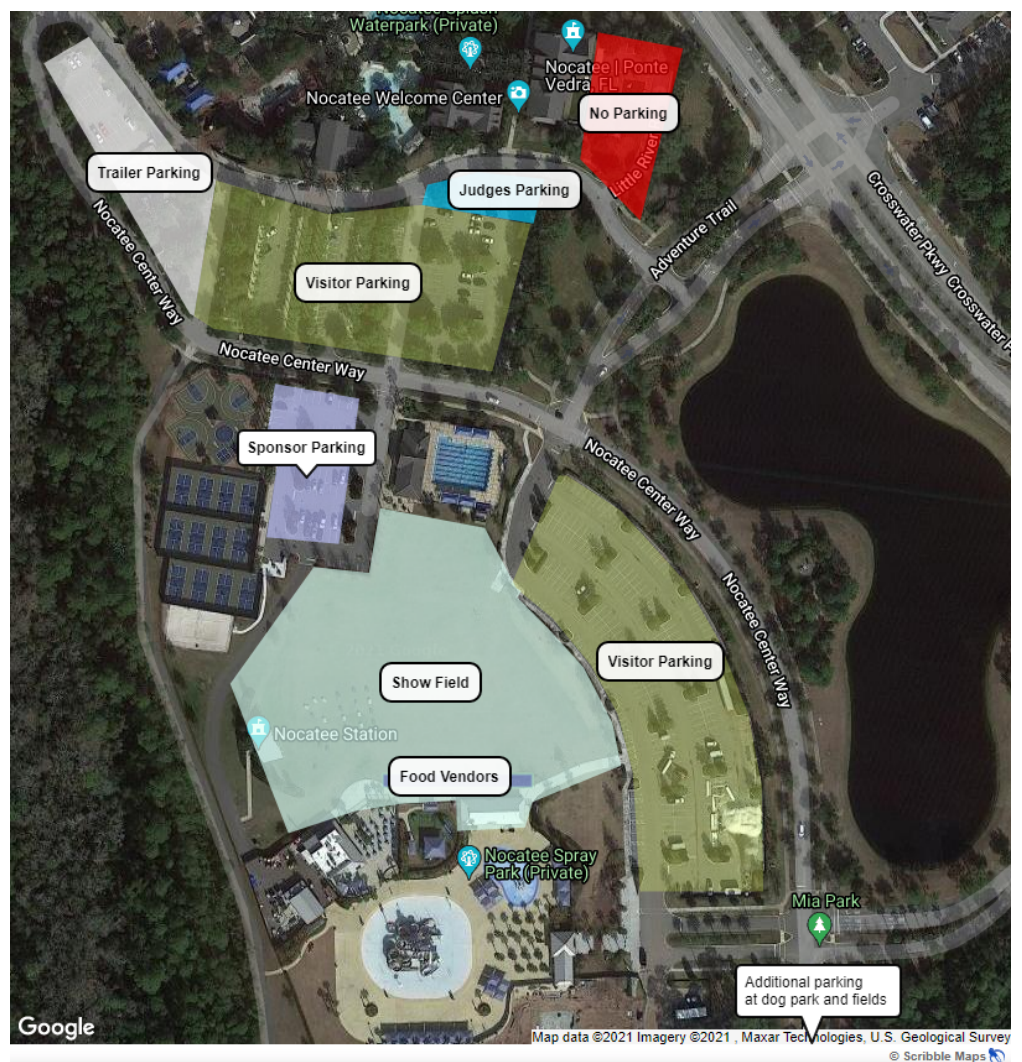 Nocatee Splash
Waterpark (Private)
Nocatee | Ponte
Vedra, FL
Nocatee Welcome Center
No Parking
Trailer Parking
Judges Parking
Little River
Adventure Trail
Crosswater Pkwy
Crosswater P
Nocatee Center Way
Visitor Parking
Nocatee Center Way
Sponsor Parking
Nocatee Center Way
Nocatee Center Way
Visitor Parking
Show Field
Nocatee Station
Food Vendors
Nocatee Spray
Park (Private)
Mia Park
Additional parking
at dog park and fields
Google
Map data ©2021 Imagery ©2021 , Maxar Technologies, U.S. Geological Survey
© Scribble Maps